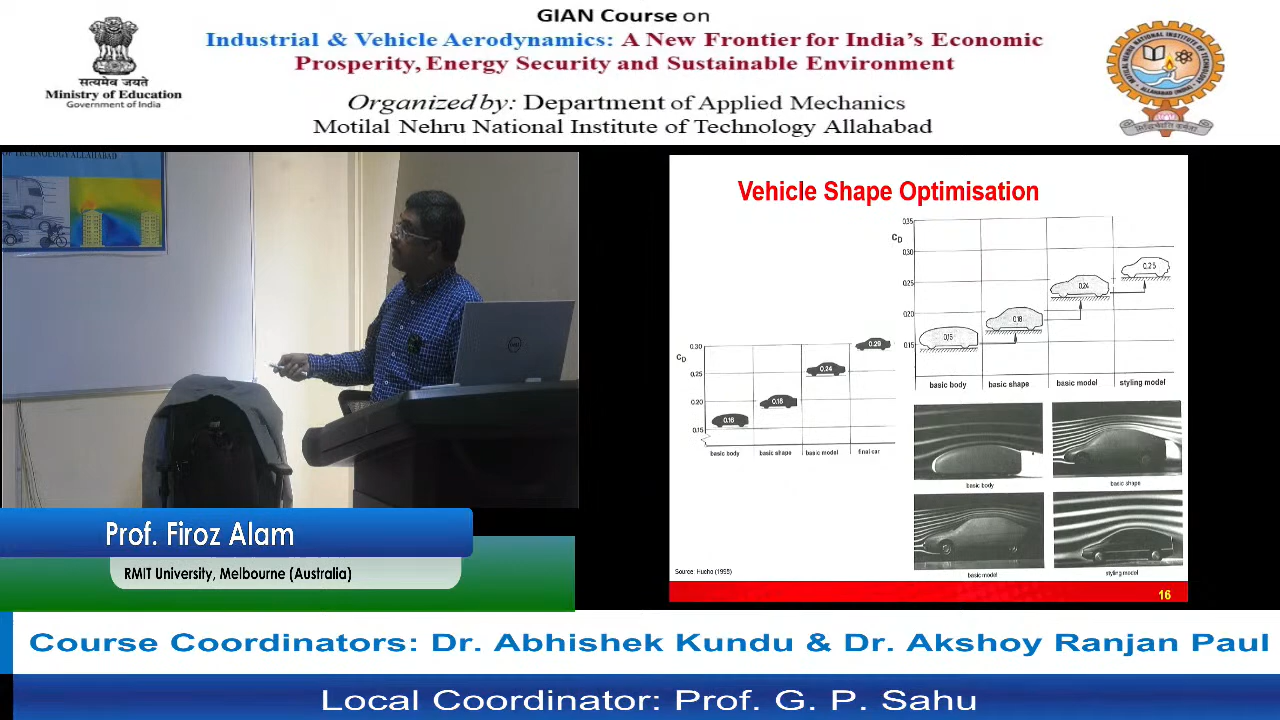 GIAN Course on
Industrial & Vehicle Aerodynamics: A New Frontier for India's Economic
Prosperity, Energy Security and Sustainable Environment
Organized by: Department of Applied Mechanics
Motilal Nehru National Institute of Technology Allahabad
सत्यमेव जयते
Ministry of Education
Government of India
OF TECHNOLOGY ALLAHABAD
Vehicle Shape Optimisation
0.35
CD
0.30
0.25
0.20
0.15
0.15
0.18
0.24
0.25
basic body
basic shape
basic model
styling model
CD
0.30
0.25
0.20
0.15
0.16
0.18
0.24
0.29
basic body
basic shape
basic model
final car
basic body
basic shape
basic model
styling model
Source: Hucho (1998)
16
Prof. Firoz Alam
RMIT University, Melbourne (Australia)
Course Coordinators: Dr. Abhishek Kundu & Dr. Akshoy Ranjan Paul
Local Coordinator: Prof. G. P. Sahu